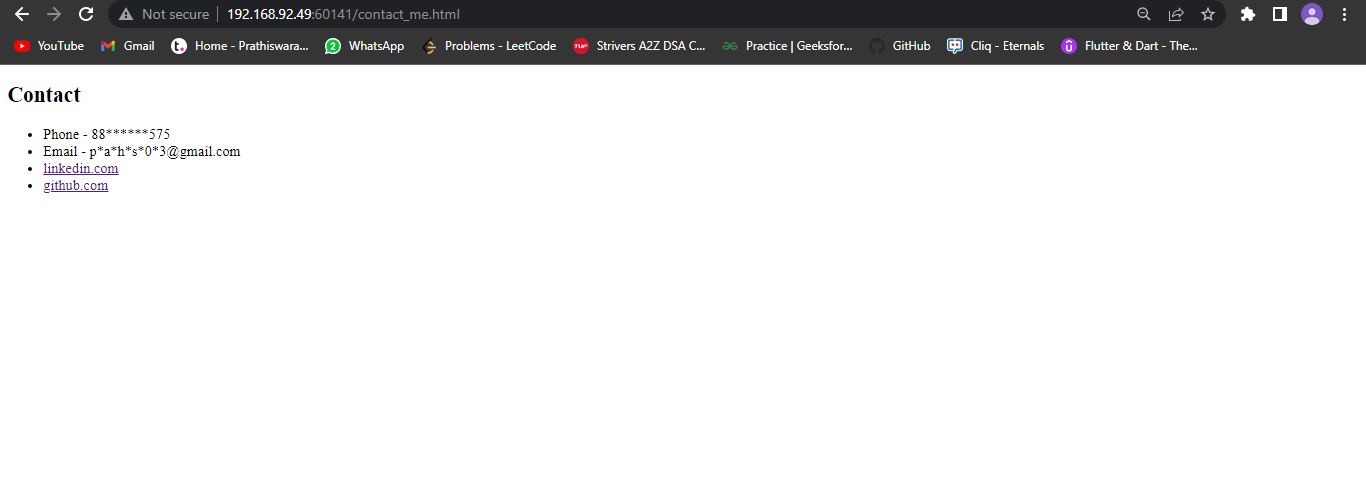 Not secure 192.168.92.49:60141/contact_me.html
YouTube Gmail Home - Prathiswara... WhatsApp Problems - LeetCode Strivers A2Z DSA C... Practice | Geeksfor... GitHub Cliq - Eternals Flutter & Dart - The...
Contact
Phone - 88******575
Email - p*a*h*s*0*3@gmail.com
linkedin.com
github.com